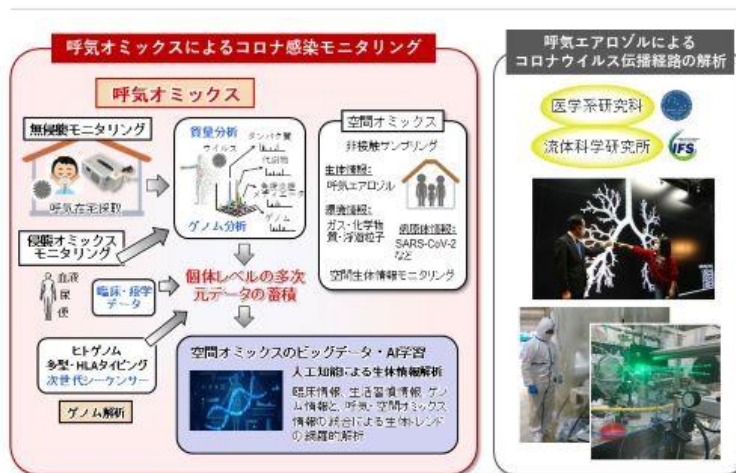 呼気オミックスによるコロナ感染モニタリング
呼気オミックス
無侵襲モニタリング
呼気在宅採取
侵襲オミックス
モニタリング
血液
尿
便
臨床・疫学
データ
ヒトゲノム
多型・HLAタイピング
次世代シーケンサー
ゲノム解析
質量分析
タンパク質
ウイルス
代謝物
ゲノム
ゲノム分析
個体レベルの多次
元データの蓄積
空間オミックス
非接触サンプリング
生体情報:
呼気エアロゾル
環境情報:
ガス・化学物
質・浮遊粒子
病原体情報:
SARS-CoV-2
など
空間生体情報モニタリング
空間オミックスのビッグデータ・AI学習
人工知能による生体情報解析
臨床情報、生活習慣情報、ゲ
ノム情報と、呼気・空間オミックス
情報の統合による生体トレンド
の網羅的解析
呼気エアロゾルによる
コロナウイルス伝播経路の解析
医学系研究科
流体科学研究所
IFS